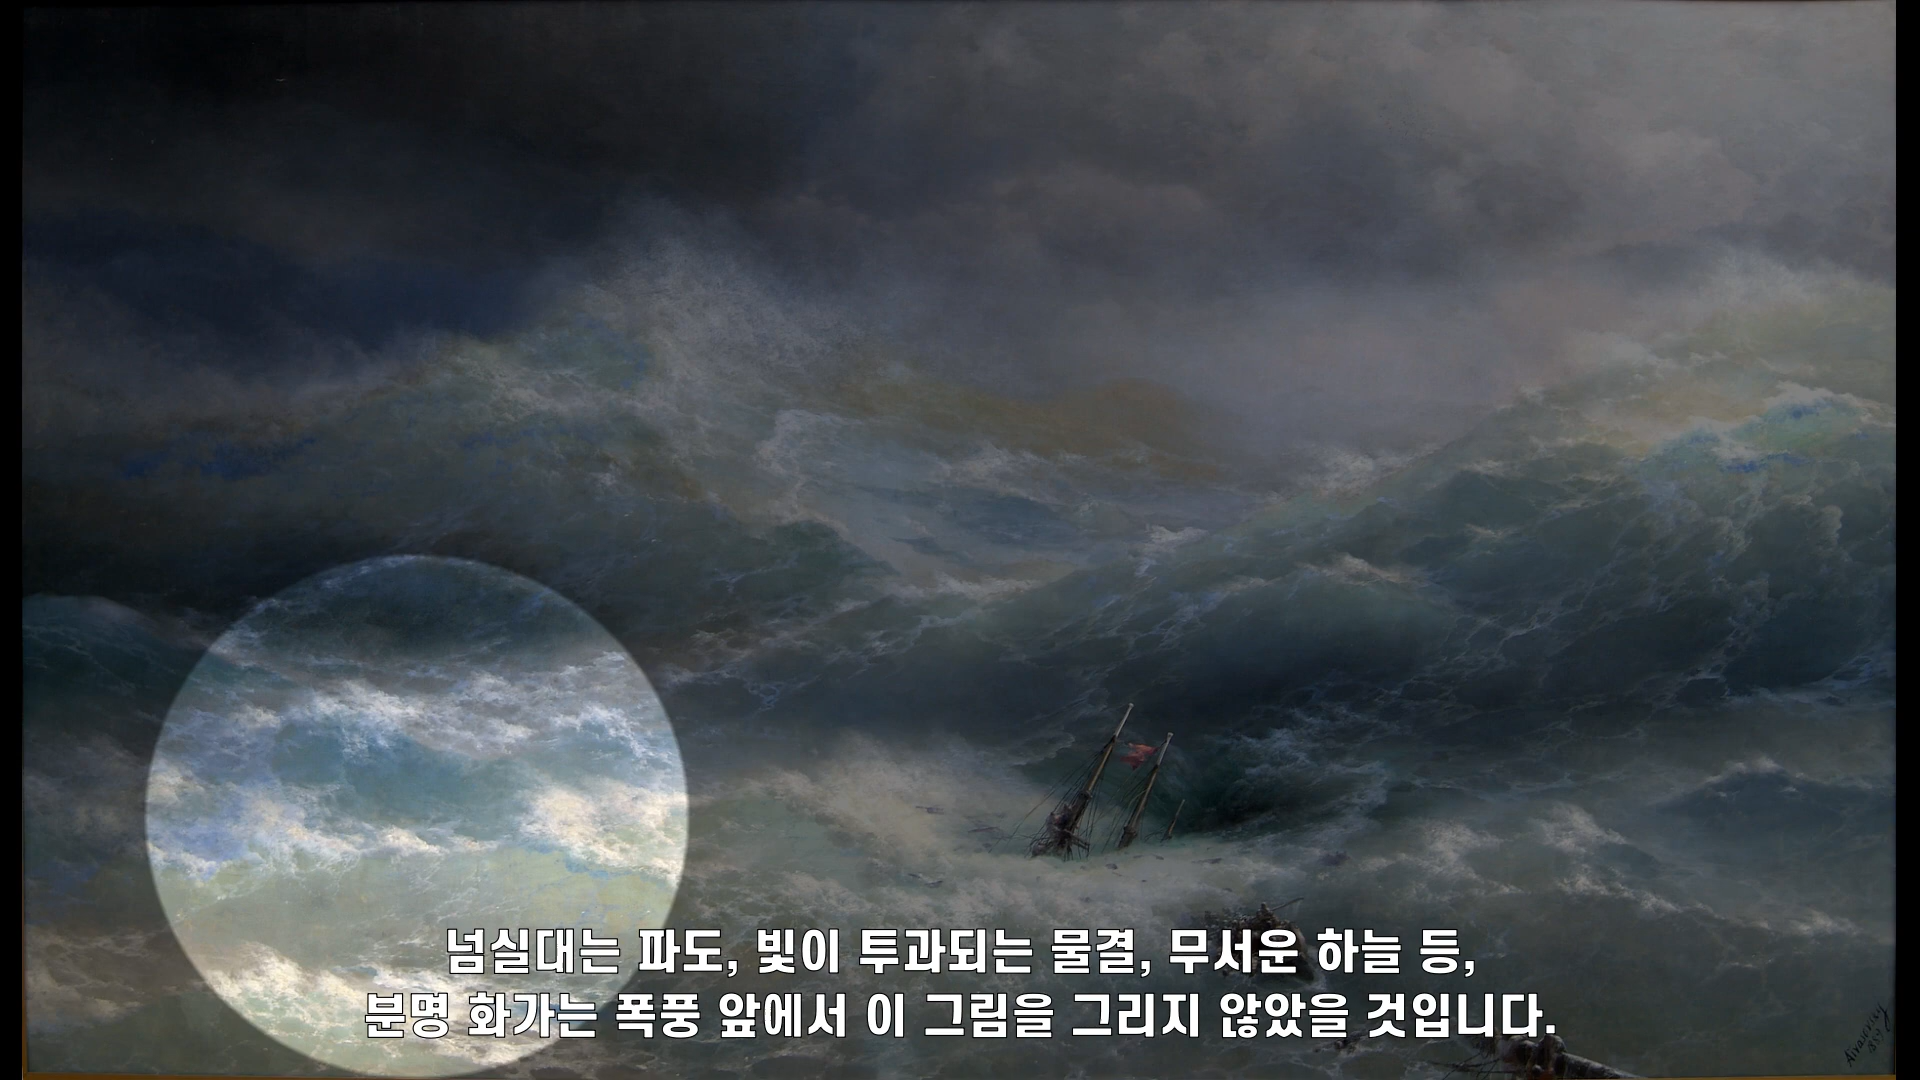 넘실대는 파도, 빛이 투과되는 물결, 무서운 하늘 등,
분명 화가는 폭풍 앞에서 이 그림을 그리지 않았을 것입니다.
Aivazovsky